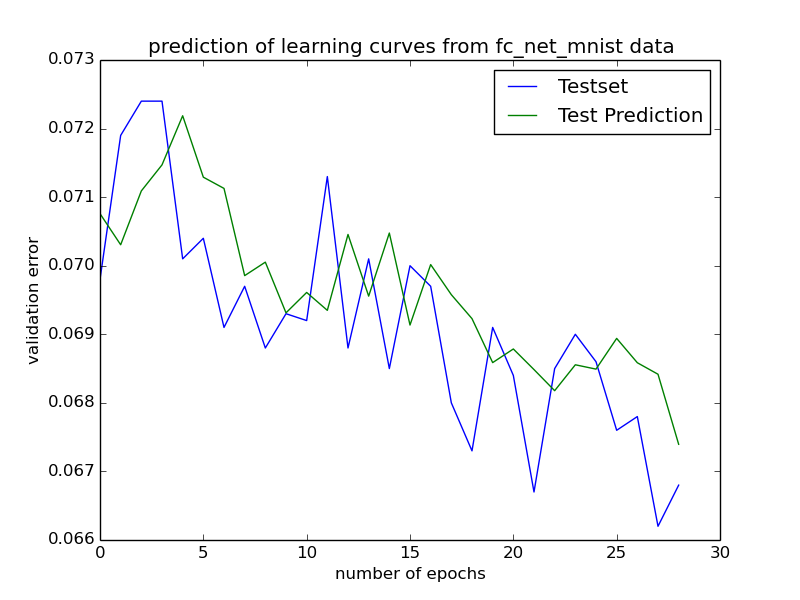 prediction of learning curves from fc_net_mnist data
Testset
Test Prediction
0.073
0.072
0.071
0.070
0.069
0.068
0.067
0.066
validation error
0 5 10 15 20 25 30
number of epochs